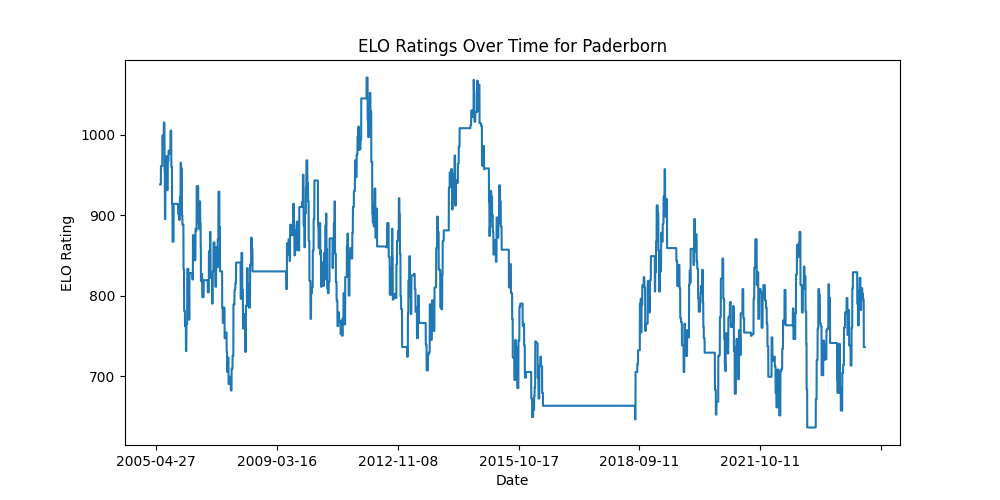 ELO Ratings Over Time for Paderborn
ELO Rating
1000
900
800
700
2005-04-27 2009-03-16 2012-11-08 2015-10-17 2018-09-11 2021-10-11
Date